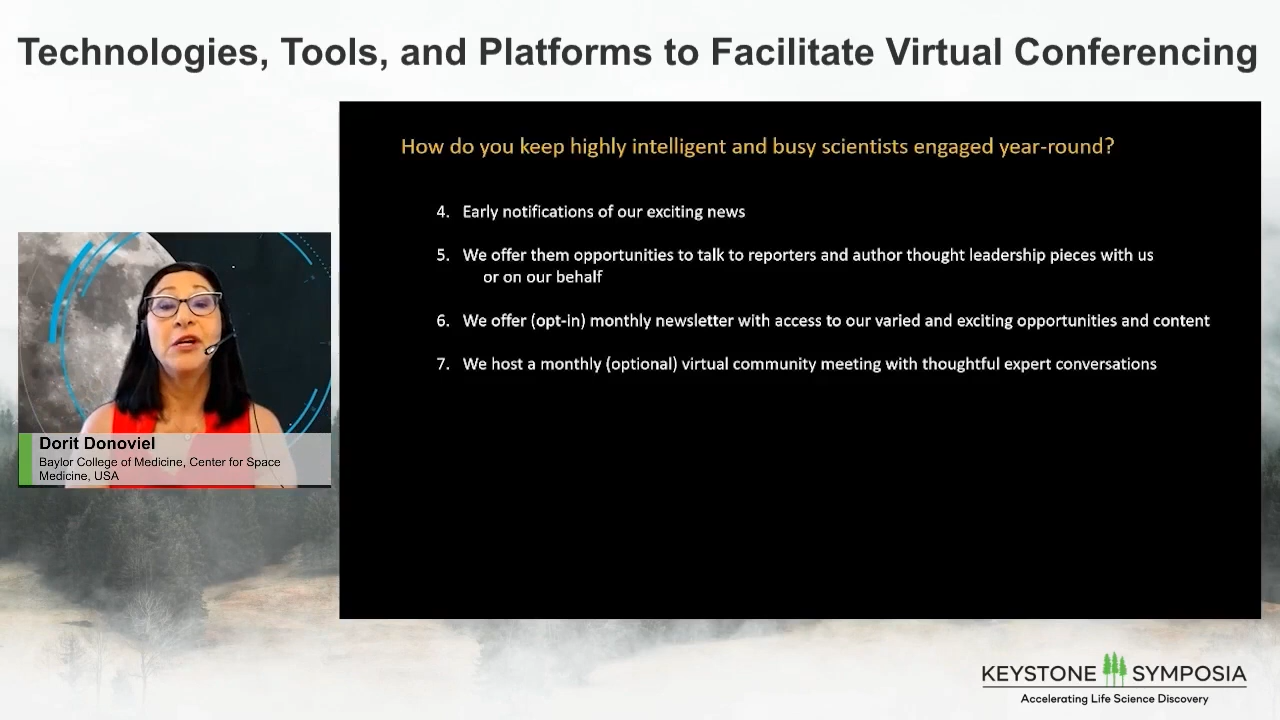 Technologies, Tools, and Platforms to Facilitate Virtual Conferencing
How do you keep highly intelligent and busy scientists engaged year-round?
4. Early notifications of our exciting news
5. We offer them opportunities to talk to reporters and author thought leadership pieces with us
or on our behalf
6. We offer (opt-in) monthly newsletter with access to our varied and exciting opportunities and content
7. We host a monthly (optional) virtual community meeting with thoughtful expert conversations
Dorit Donoviel
Baylor College of Medicine, Center for Space
Medicine, USA
KEYSTONE SYMPOSIA
Accelerating Life Science Discovery